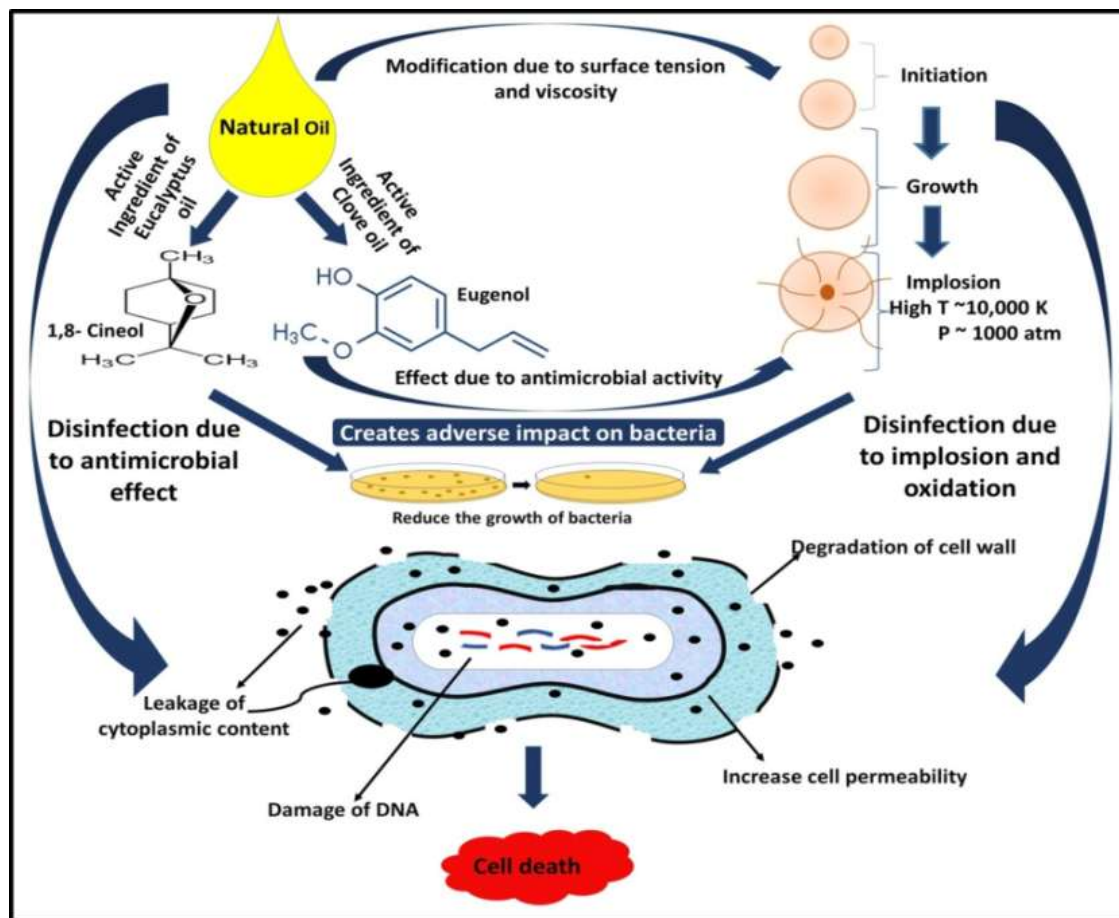 Modification due to surface tension
and viscosity
Natural Oil
Active
Ingredient of
Eucalyptus
oil
Active
Ingredient of
Clove oil
Initiation
Growth
Implosion
High T ~10,000 K
P ~ 1000 atm
CH₃
O
1,8- Cineol
H₃C
CH₃
HO
Eugenol
H₃C
O
Effect due to antimicrobial activity
Disinfection due
to antimicrobial
effect
Creates adverse impact on bacteria
Disinfection due
to implosion and
oxidation
Reduce the growth of bacteria
Degradation of cell wall
Leakage of
cytoplasmic content
Increase cell permeability
Damage of DNA
Cell death